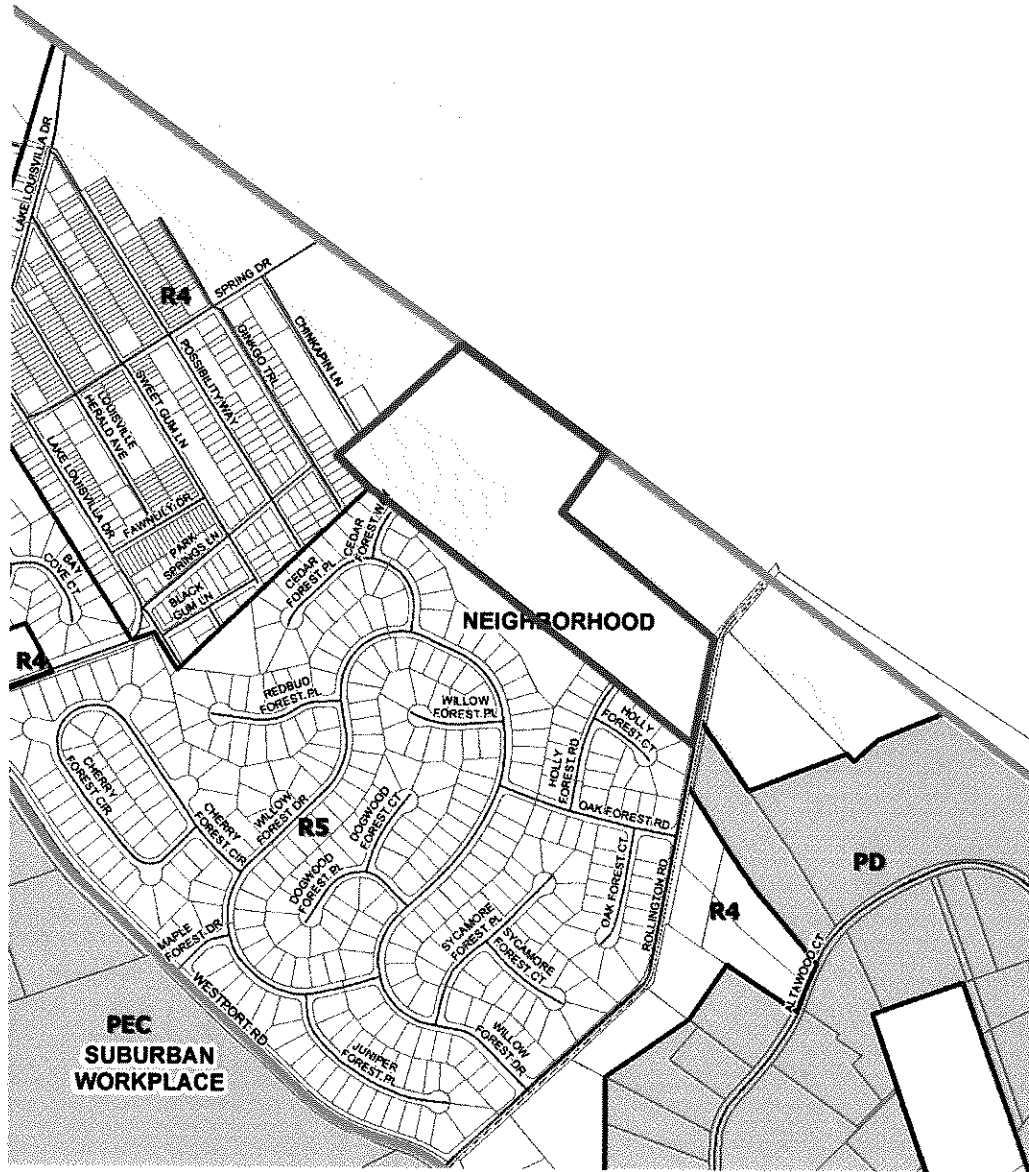 LAKE LOUISVILLA DR
R4
SPRING DR
CHINKAPIN LN
GINKGO TRL
POSSIBILITY WAY
SWEET GUM LN
LOUISVILLE
HERALD AVE
LAKE LOUISVILLA DR
FAWNLILY DR
PARK
SPRINGS LN
BLACK
GUM LN
BAY
COVE CT
CEDAR
FOREST PL
CEDAR
FOREST WAY
NEIGHBORHOOD
R4
REDBUD
FOREST PL
WILLOW
FOREST PL
HOLLY
FOREST CT
HOLLY
FOREST RD
OAK FOREST RD
CHERRY
FOREST CIR
CHERRY
FOREST CIR
WILLOW
FOREST DR
R5
DOGWOOD
FOREST CT
DOGWOOD
FOREST PL
OAK FOREST CT
ROLLINGTON RD
PD
R4
SYCAMORE
FOREST PL
SYCAMORE
FOREST CT
MAPLE
FOREST DR
WESTPORT RD
ALTAWOOD CT
PEC
SUBURBAN
WORKPLACE
JUNIPER
FOREST PL
WILLOW
FOREST DR